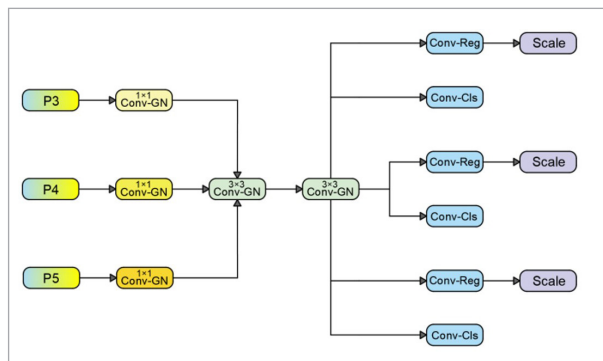 Conv-Reg
Scale
Conv-Cls
P3
1×1
Conv-GN
Conv-Reg
Scale
P4
1×1
Conv-GN
3×3
Conv-GN
3×3
Conv-GN
Conv-Cls
P5
1×1
Conv-GN
Conv-Reg
Scale
Conv-Cls